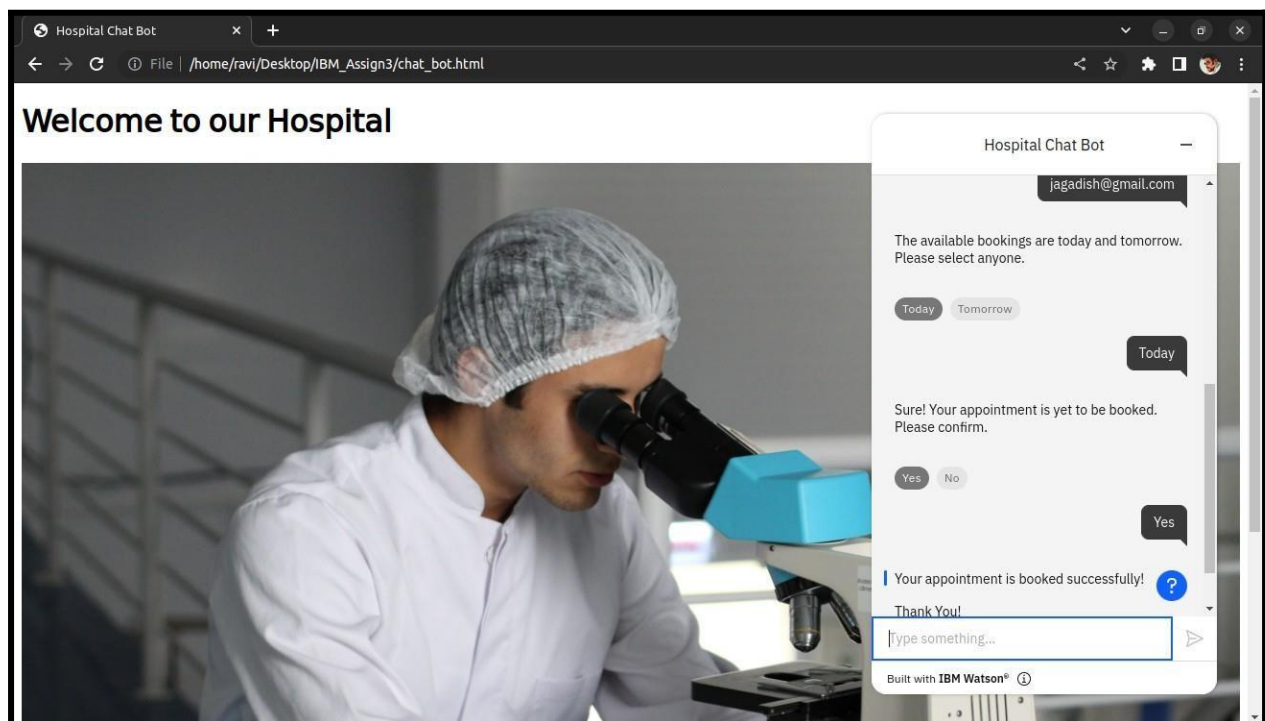 Hospital Chat Bot
File | /home/ravi/Desktop/IBM_Assign3/chat_bot.html
Welcome to our Hospital
Hospital Chat Bot
jagadish@gmail.com
The available bookings are today and tomorrow.
Please select anyone.
Today Tomorrow
Today
Sure! Your appointment is yet to be booked.
Please confirm.
Yes No
Yes
Your appointment is booked successfully!
?
Thank You!
Type something...
Built with IBM Watson®